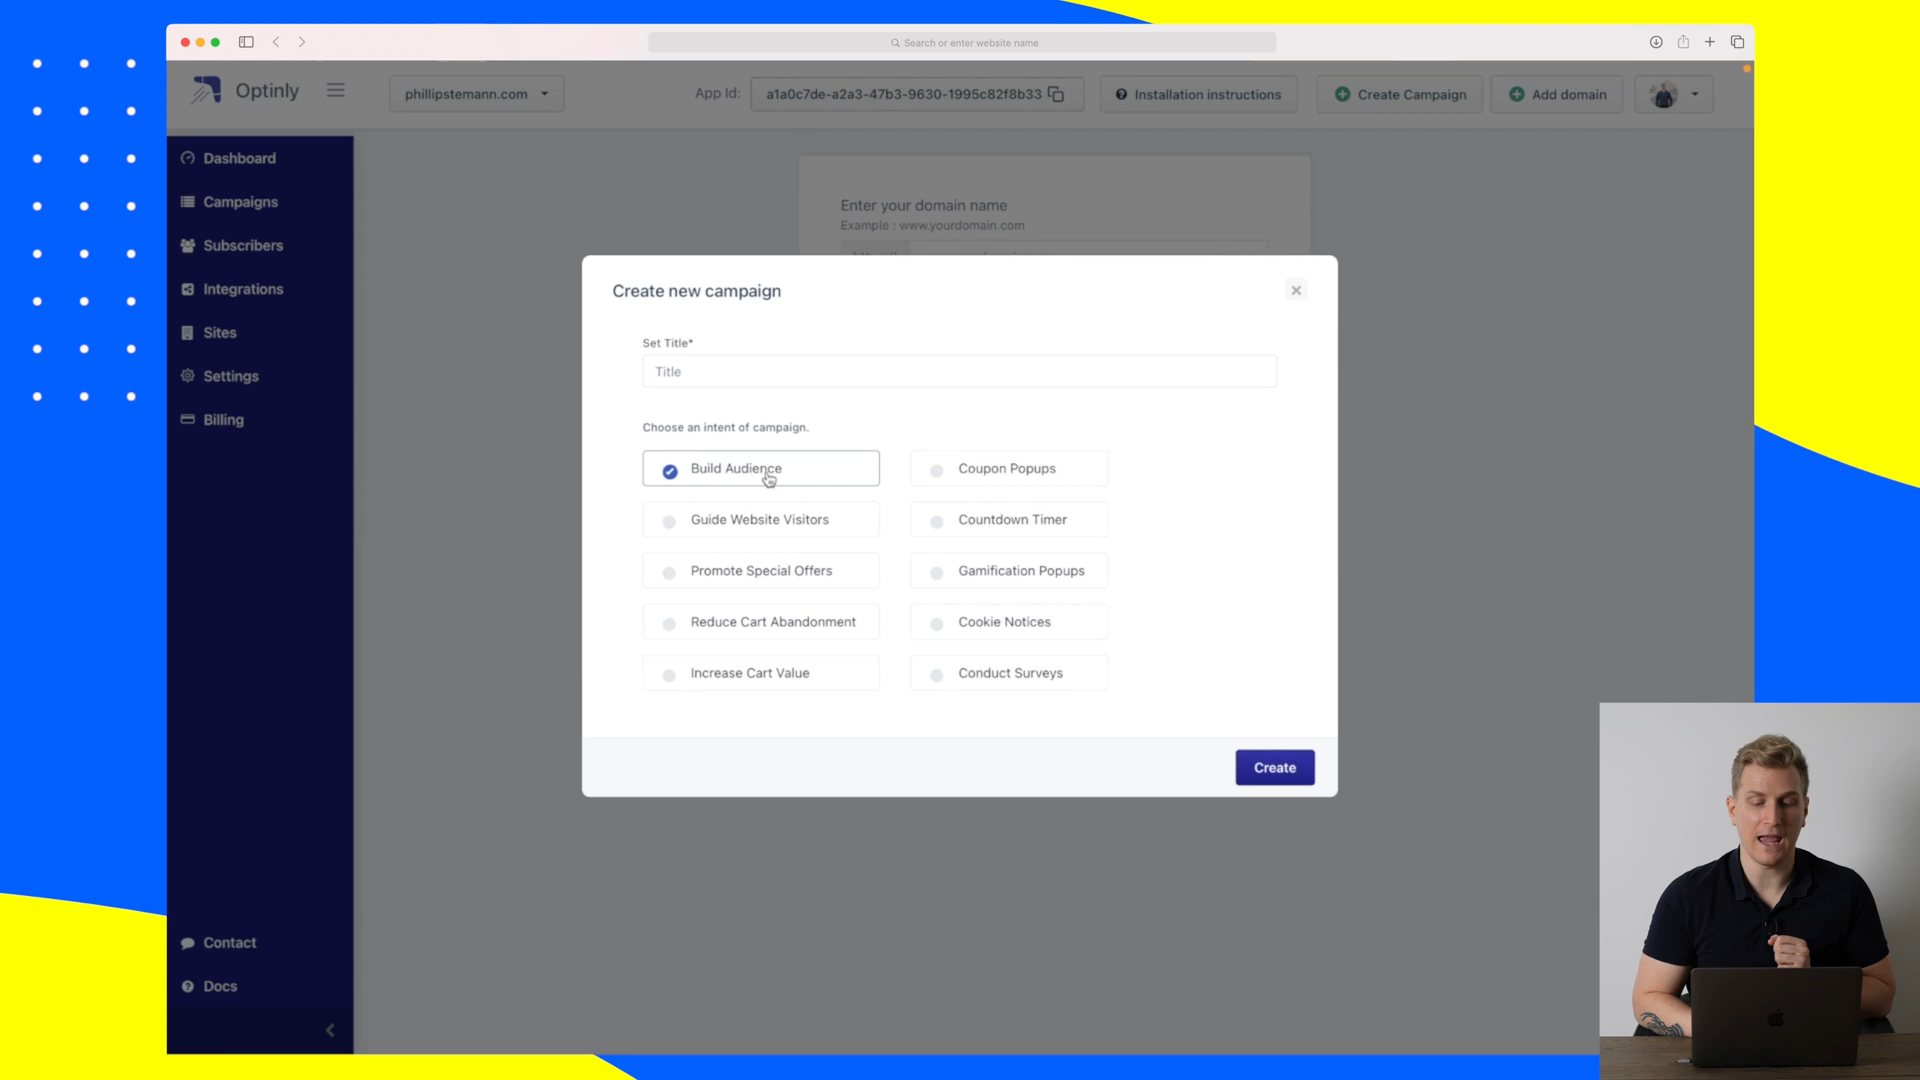 Search or enter website name
Optinly
phillipstemann.com
App Id:
a1a0c7de-a2a3-47b3-9630-1995c82f8b33
Installation instructions
Create Campaign
Add domain
Dashboard
Campaigns
Subscribers
Integrations
Sites
Settings
Billing
Contact
Docs
Enter your domain name
Example : www.yourdomain.com
Create new campaign
Set Title*
Title
Choose an intent of campaign.
Build Audience
Coupon Popups
Guide Website Visitors
Countdown Timer
Promote Special Offers
Gamification Popups
Reduce Cart Abandonment
Cookie Notices
Increase Cart Value
Conduct Surveys
Create